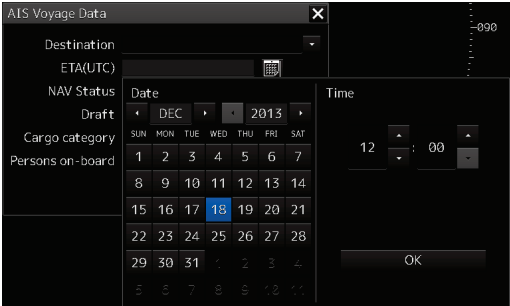 AIS Voyage Data
-090
Destination
ETA(UTC)
NAV Status
Draft
Cargo category
Persons on-board
Date
DEC 2013
SUN MON TUE WED THU FRI SAT
1 2 3 4 5 6 7
8 9 10 11 12 13 14
15 16 17 18 19 20 21
22 23 24 25 26 27 28
29 30 31 1 2 3 4
5 6 7 8 9 10 11
Time
12 : 00
OK